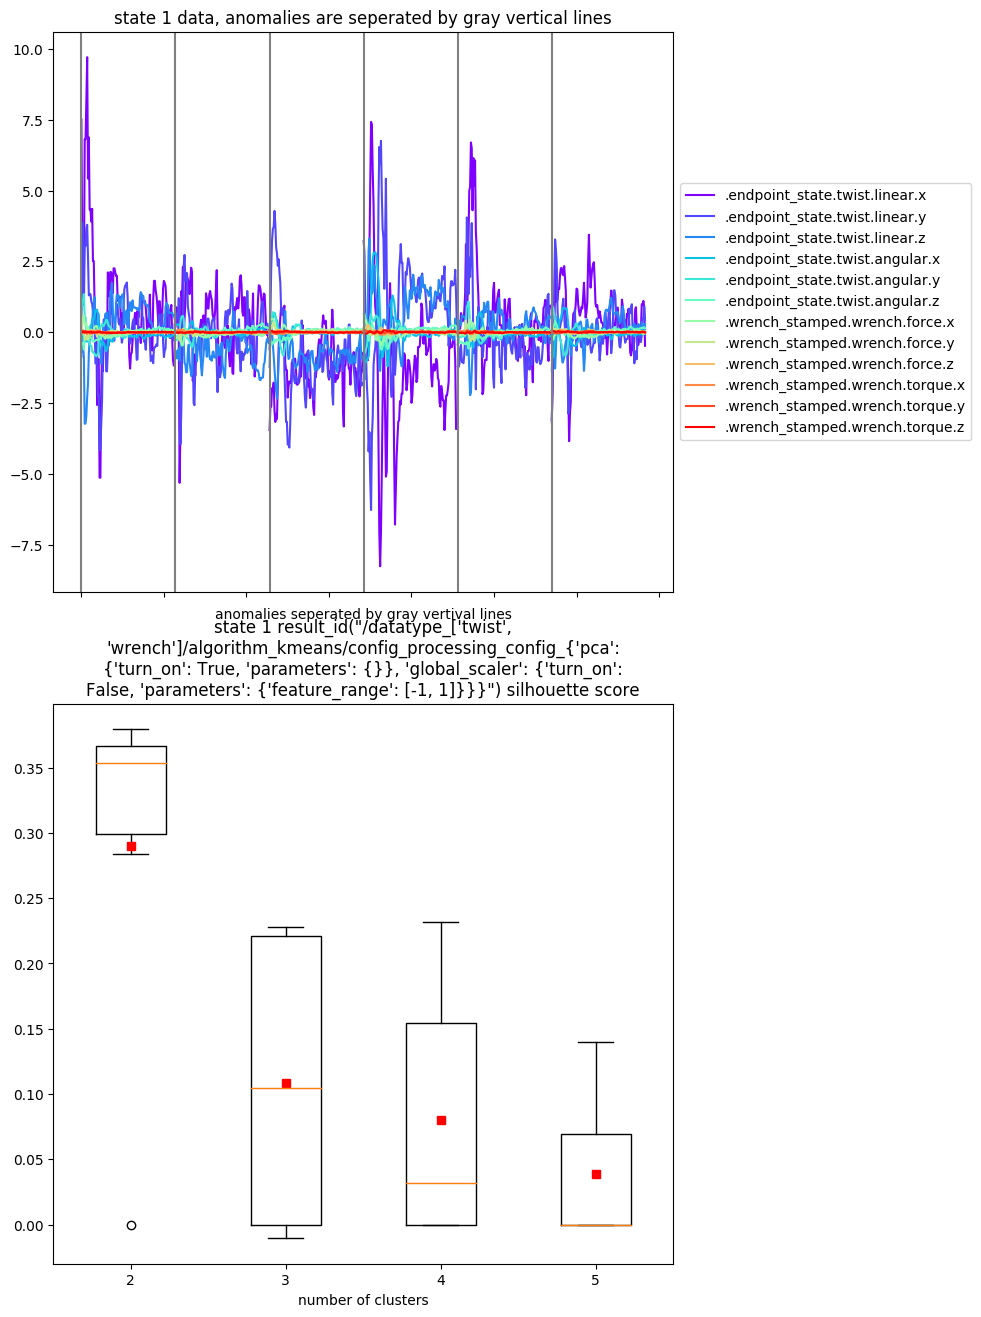 state 1 data, anomalies are seperated by gray vertical lines
10.0
7.5
5.0
2.5
0.0
−2.5
−5.0
−7.5
.endpoint_state.twist.linear.x
.endpoint_state.twist.linear.y
.endpoint_state.twist.linear.z
.endpoint_state.twist.angular.x
.endpoint_state.twist.angular.y
.endpoint_state.twist.angular.z
.wrench_stamped.wrench.force.x
.wrench_stamped.wrench.force.y
.wrench_stamped.wrench.force.z
.wrench_stamped.wrench.torque.x
.wrench_stamped.wrench.torque.y
.wrench_stamped.wrench.torque.z
anomalies seperated by gray vertival lines
state 1 result_id("/datatype_['twist',
'wrench']/algorithm_kmeans/config_processing_config_{'pca':
{'turn_on': True, 'parameters': {}}, 'global_scaler': {'turn_on':
False, 'parameters': {'feature_range': [-1, 1]}}}") silhouette score
0.35
0.30
0.25
0.20
0.15
0.10
0.05
0.00
2 3 4 5
number of clusters